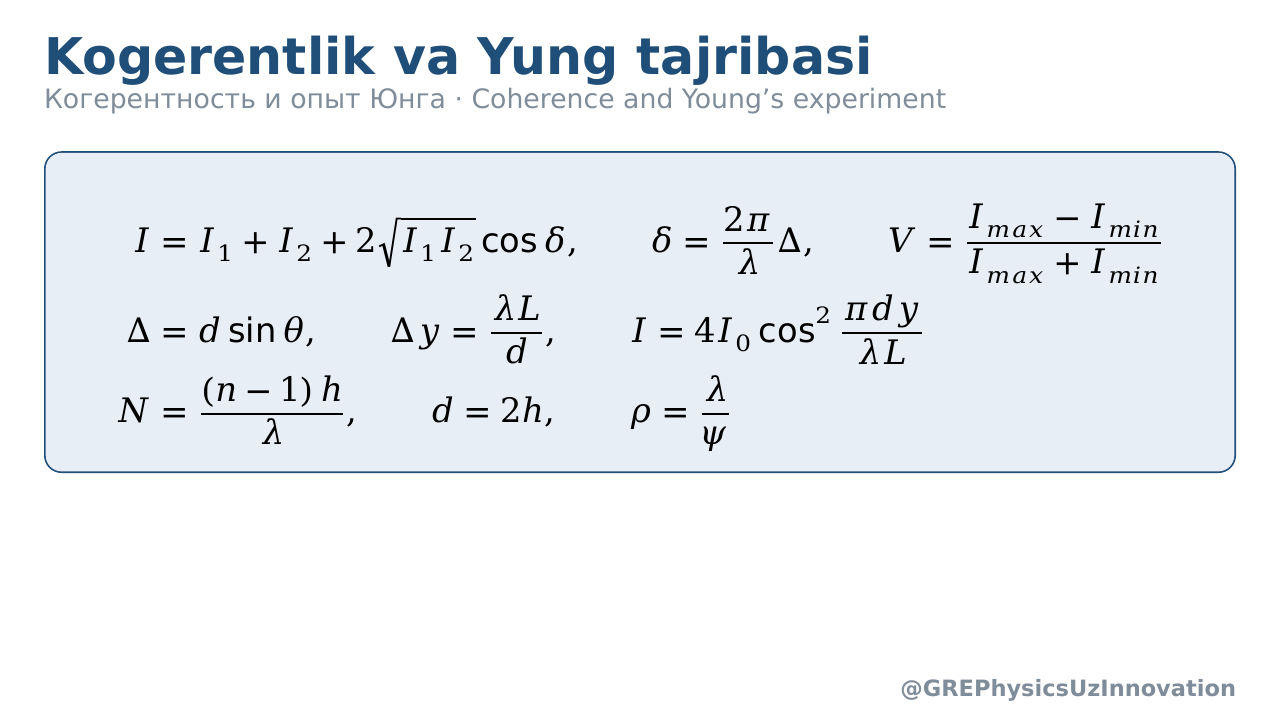 Kogerentlik va Yung tajribasi
Когерентность и опыт Юнга · Coherence and Young’s experiment
I = I₁ + I₂ + 2√(I₁I₂) cos δ, δ = 2π/λ Δ, V = (I_max − I_min)/(I_max + I_min)
Δ = d sin θ, Δy = λL/d, I = 4I₀ cos² πdy/λL
N = (n − 1) h/λ, d = 2h, ρ = λ/ψ
@GREPhysicsUzInnovation